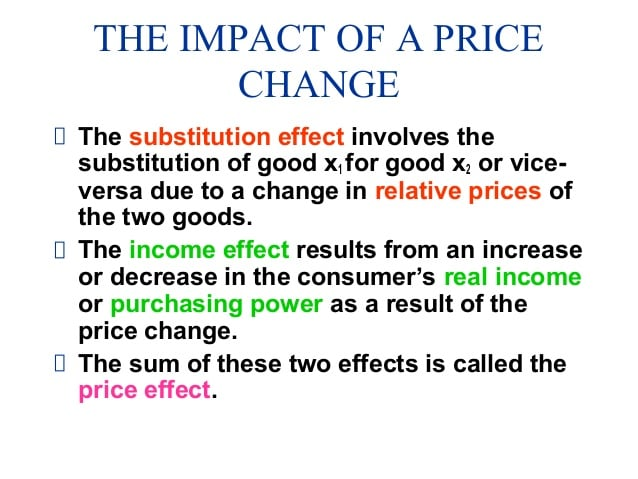 THE IMPACT OF A PRICE
CHANGE
The substitution effect involves the
substitution of good x₁ for good x₂ or vice-
versa due to a change in relative prices of
the two goods.
The income effect results from an increase
or decrease in the consumer’s real income
or purchasing power as a result of the
price change.
The sum of these two effects is called the
price effect.